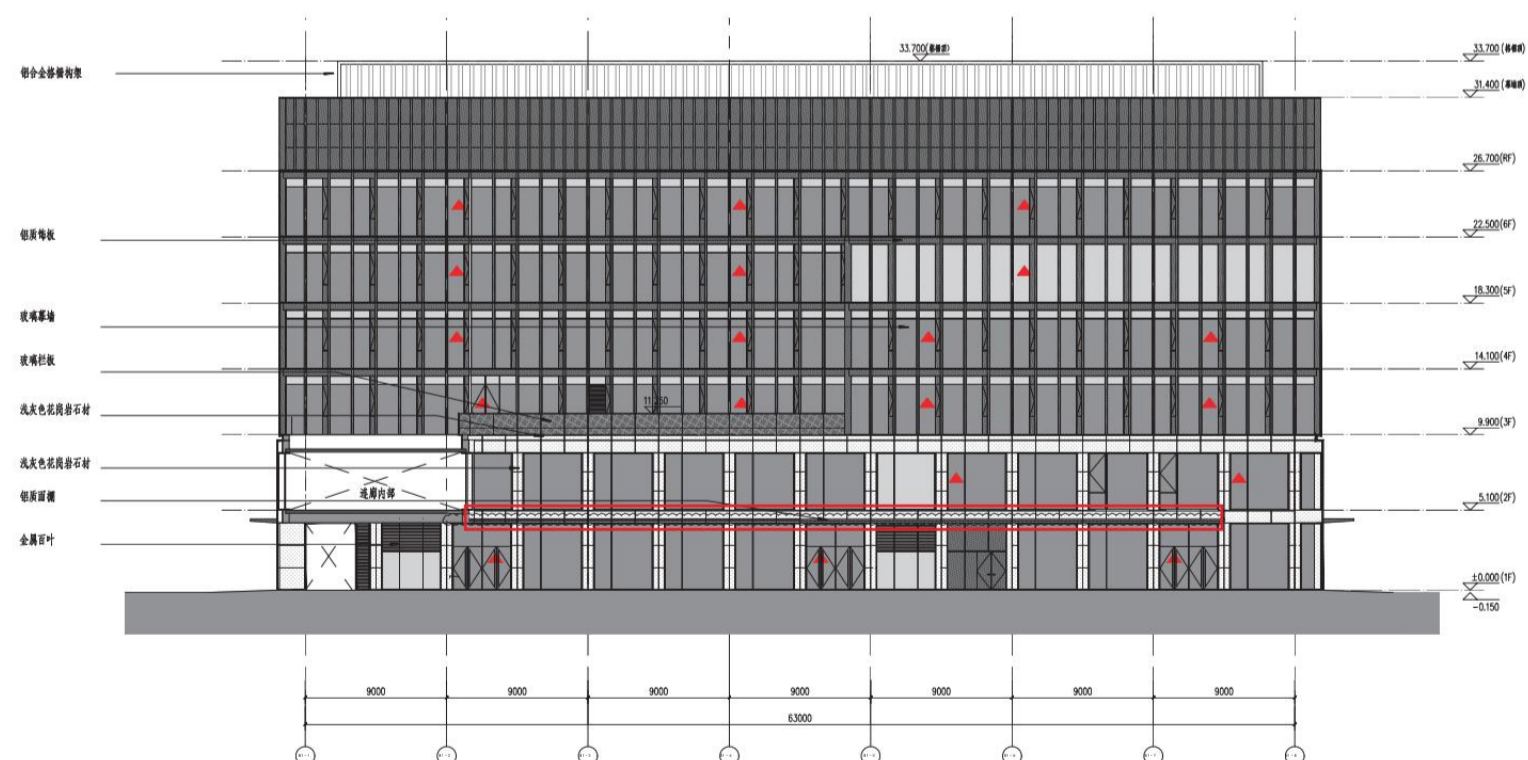 33.700(格栅顶)
33.700(格栅顶)
铝合金格栅构架
31.400(幕墙顶)
26.700(RF)
铝质饰板
22.500(6F)
18.300(5F)
玻璃幕墙
玻璃栏板
14.100(4F)
浅灰色花岗岩石材
11.250
9.900(3F)
浅灰色花岗岩石材
连廊内部
铝质雨棚
5.100(2F)
金属百叶
±0.000(1F)
-0.150
9000 9000 9000 9000 9000 9000 9000
63000